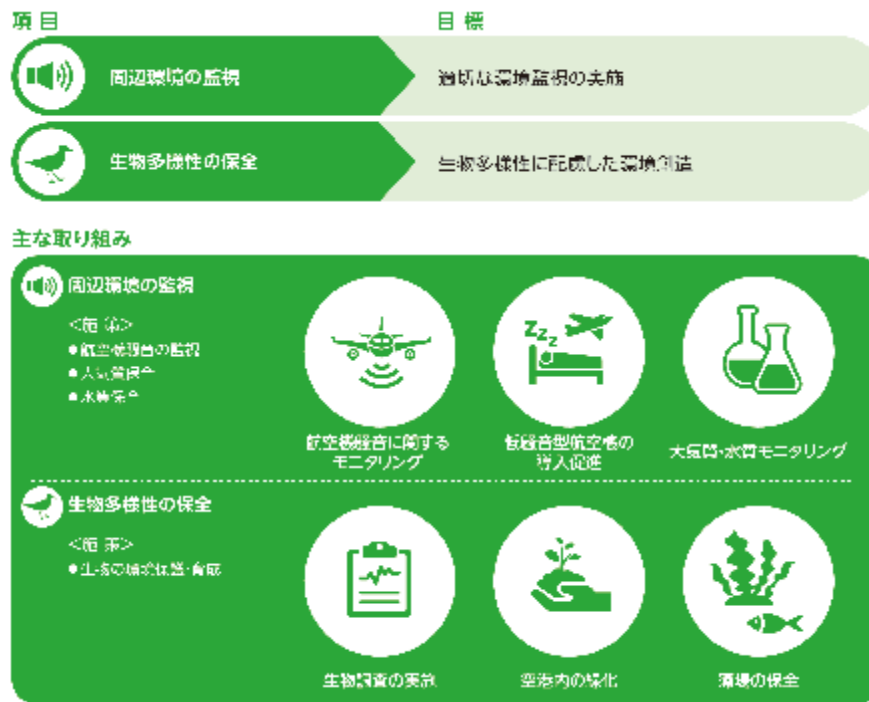 項目
目標
周辺環境の監視
適切な環境監視の実施
生物多様性の保全
生物多様性に配慮した環境創造
主な取り組み
周辺環境の監視
<施策>
●航空機騒音の監視
●大気質保全
●水質保全
航空機騒音に関する
モニタリング
Zzz
低騒音型航空機の
導入促進
大気質・水質モニタリング
生物多様性の保全
<施策>
●生物の環境保護・育成
生物調査の実施
空港内の緑化
藻場の保全